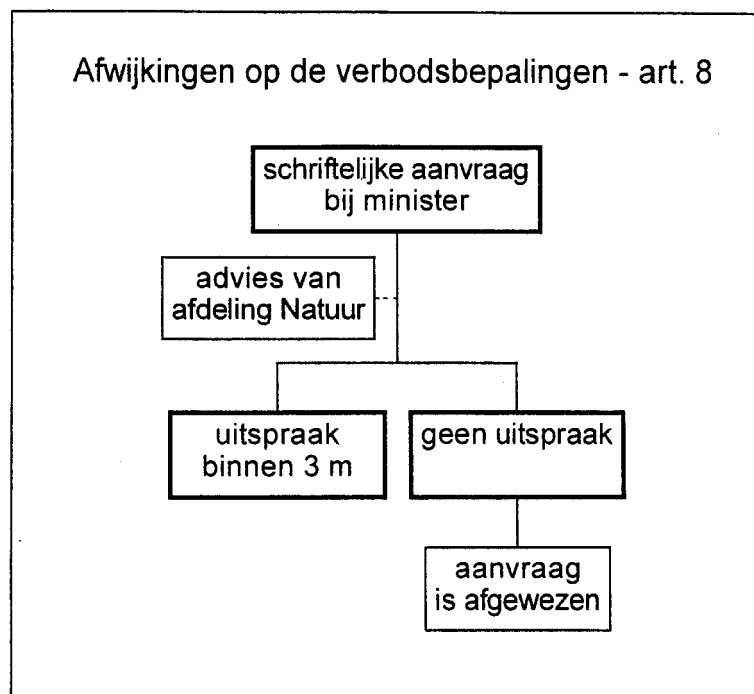 Afwijkingen op de verbodsbepalingen - art. 8
schriftelijke aanvraag
bij minister
advies van
afdeling Natuur
uitspraak
binnen 3 m
geen uitspraak
aanvraag
is afgewezen